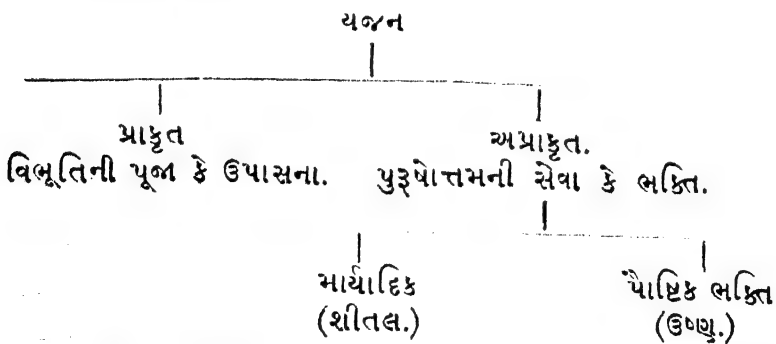 યજન
પ્રાકૃત
વિભૂતિની પૂજા કે ઉપાસના.
અપ્રાકૃત.
પુરૂષોત્તમની સેવા કે ભક્તિ.
માર્યાદિક
(શીતલ.)
પૈાષ્ટિક ભક્તિ
(ઉષ્ણ.)